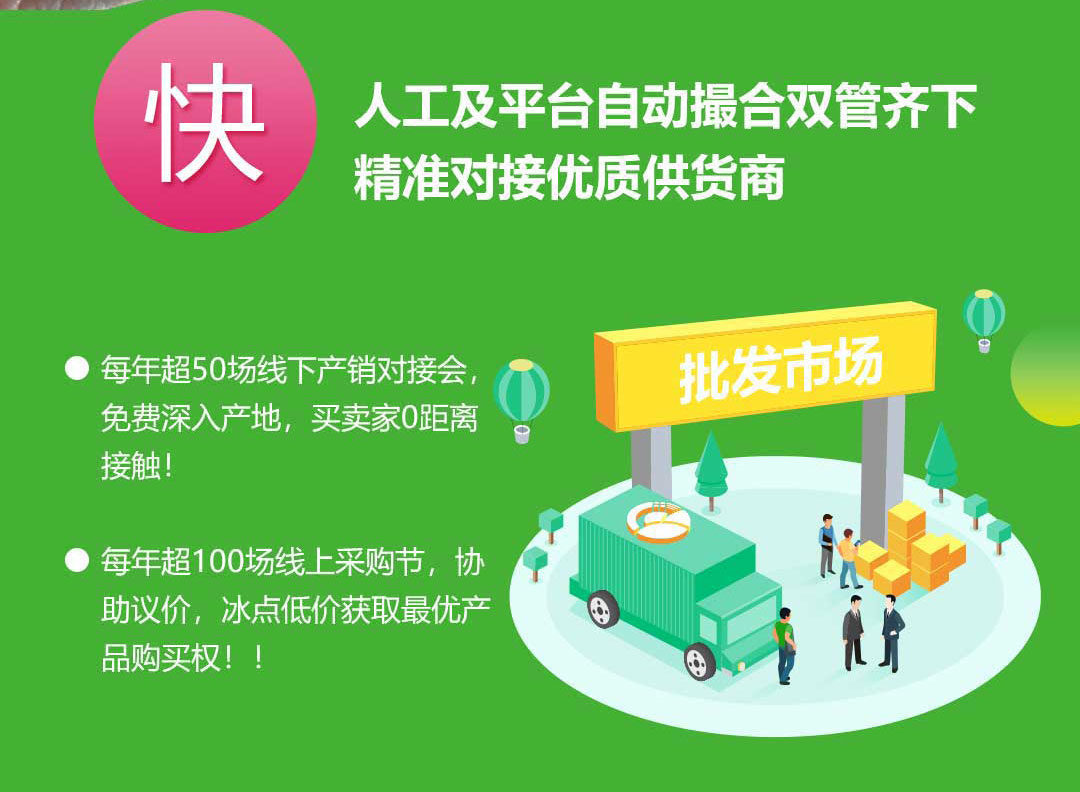 快
人工及平台自动撮合双管齐下
精准对接优质供货商
每年超50场线下产销对接会，
免费深入产地，买卖家0距离
接触！
批发市场
每年超100场线上采购节，协
助议价，冰点低价获取最优产
品购买权！！